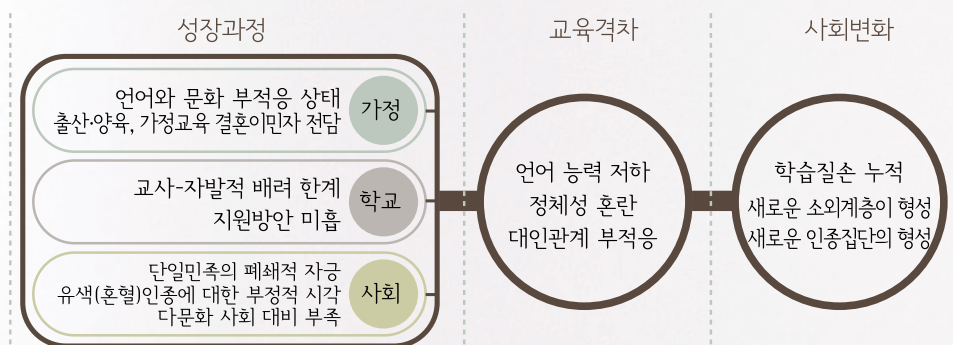 성장과정
교육격차
사회변화
언어와 문화 부적응 상태
출산·양육, 가정교육 결혼이민자 전담
가정
교사-자발적 배려 한계
지원방안 미흡
학교
단일민족의 폐쇄적 자긍
유색(혼혈)인종에 대한 부정적 시각
다문화 사회 대비 부족
사회
언어 능력 저하
정체성 혼란
대인관계 부적응
학습질손 누적
새로운 소외계층이 형성
새로운 인종집단의 형성